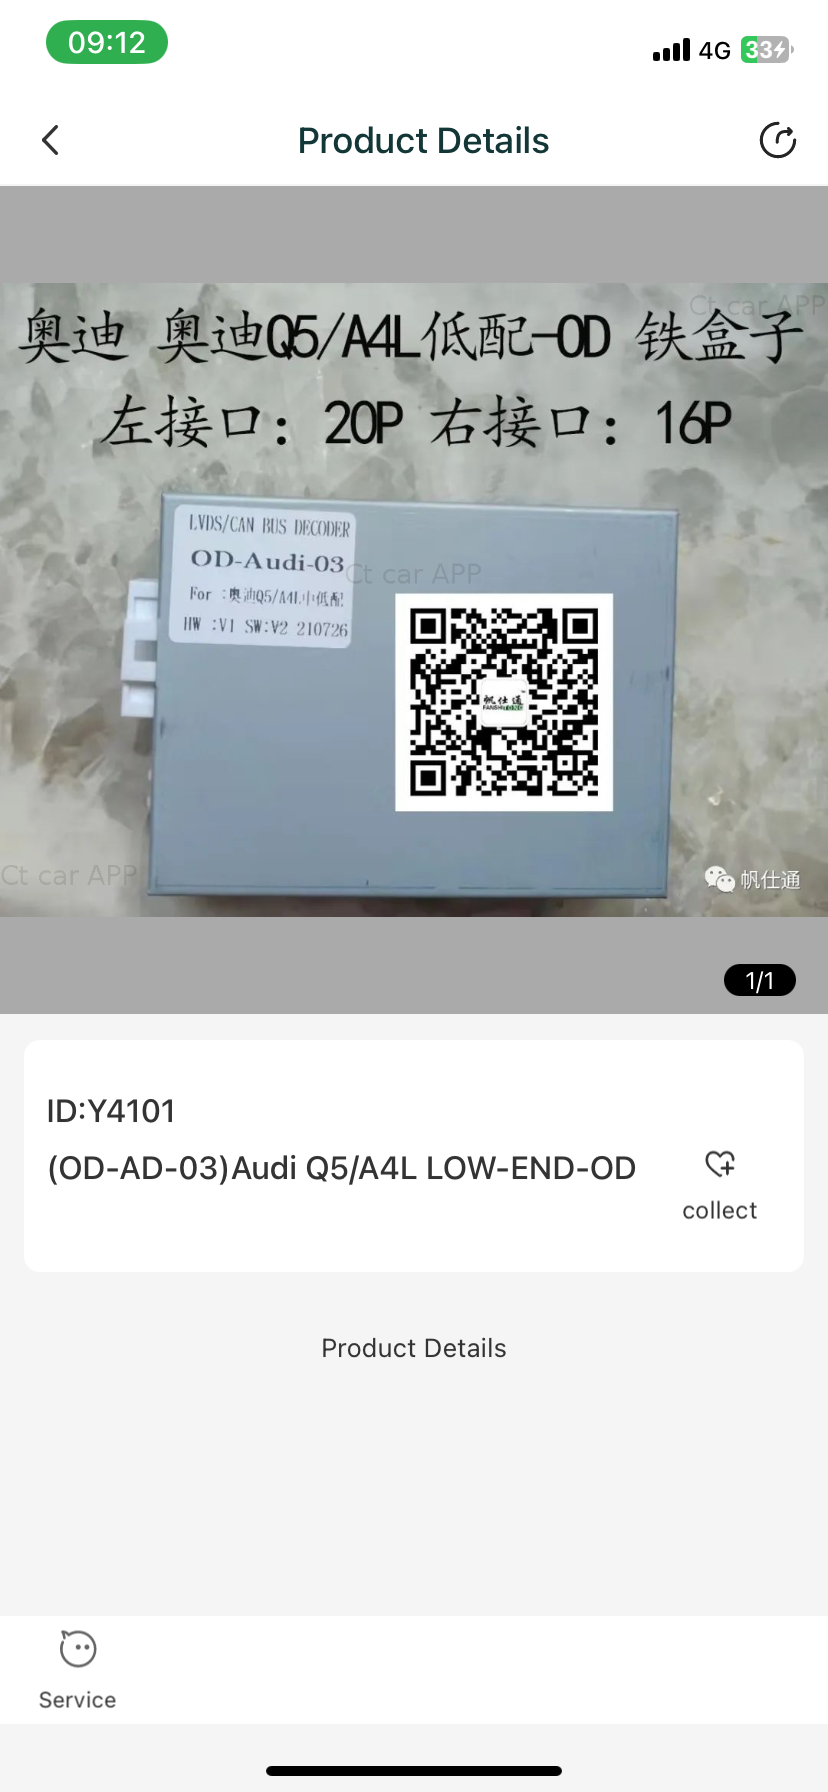 09:12
4G 33
Product Details
Ct car APP
奥迪 奥迪Q5/A4L低配-OD 铁盒子
左接口：20P 右接口：16P
LVDS/CAN BUS DECODER
OD-Audi-03
Ct car APP
For :奥迪Q5/A4L中低配
HW :V1 SW:V2 210726
帆仕通
FANSHITONG
Ct car APP
帆仕通
1/1
ID:Y4101
(OD-AD-03)Audi Q5/A4L LOW-END-OD
collect
Product Details
Service